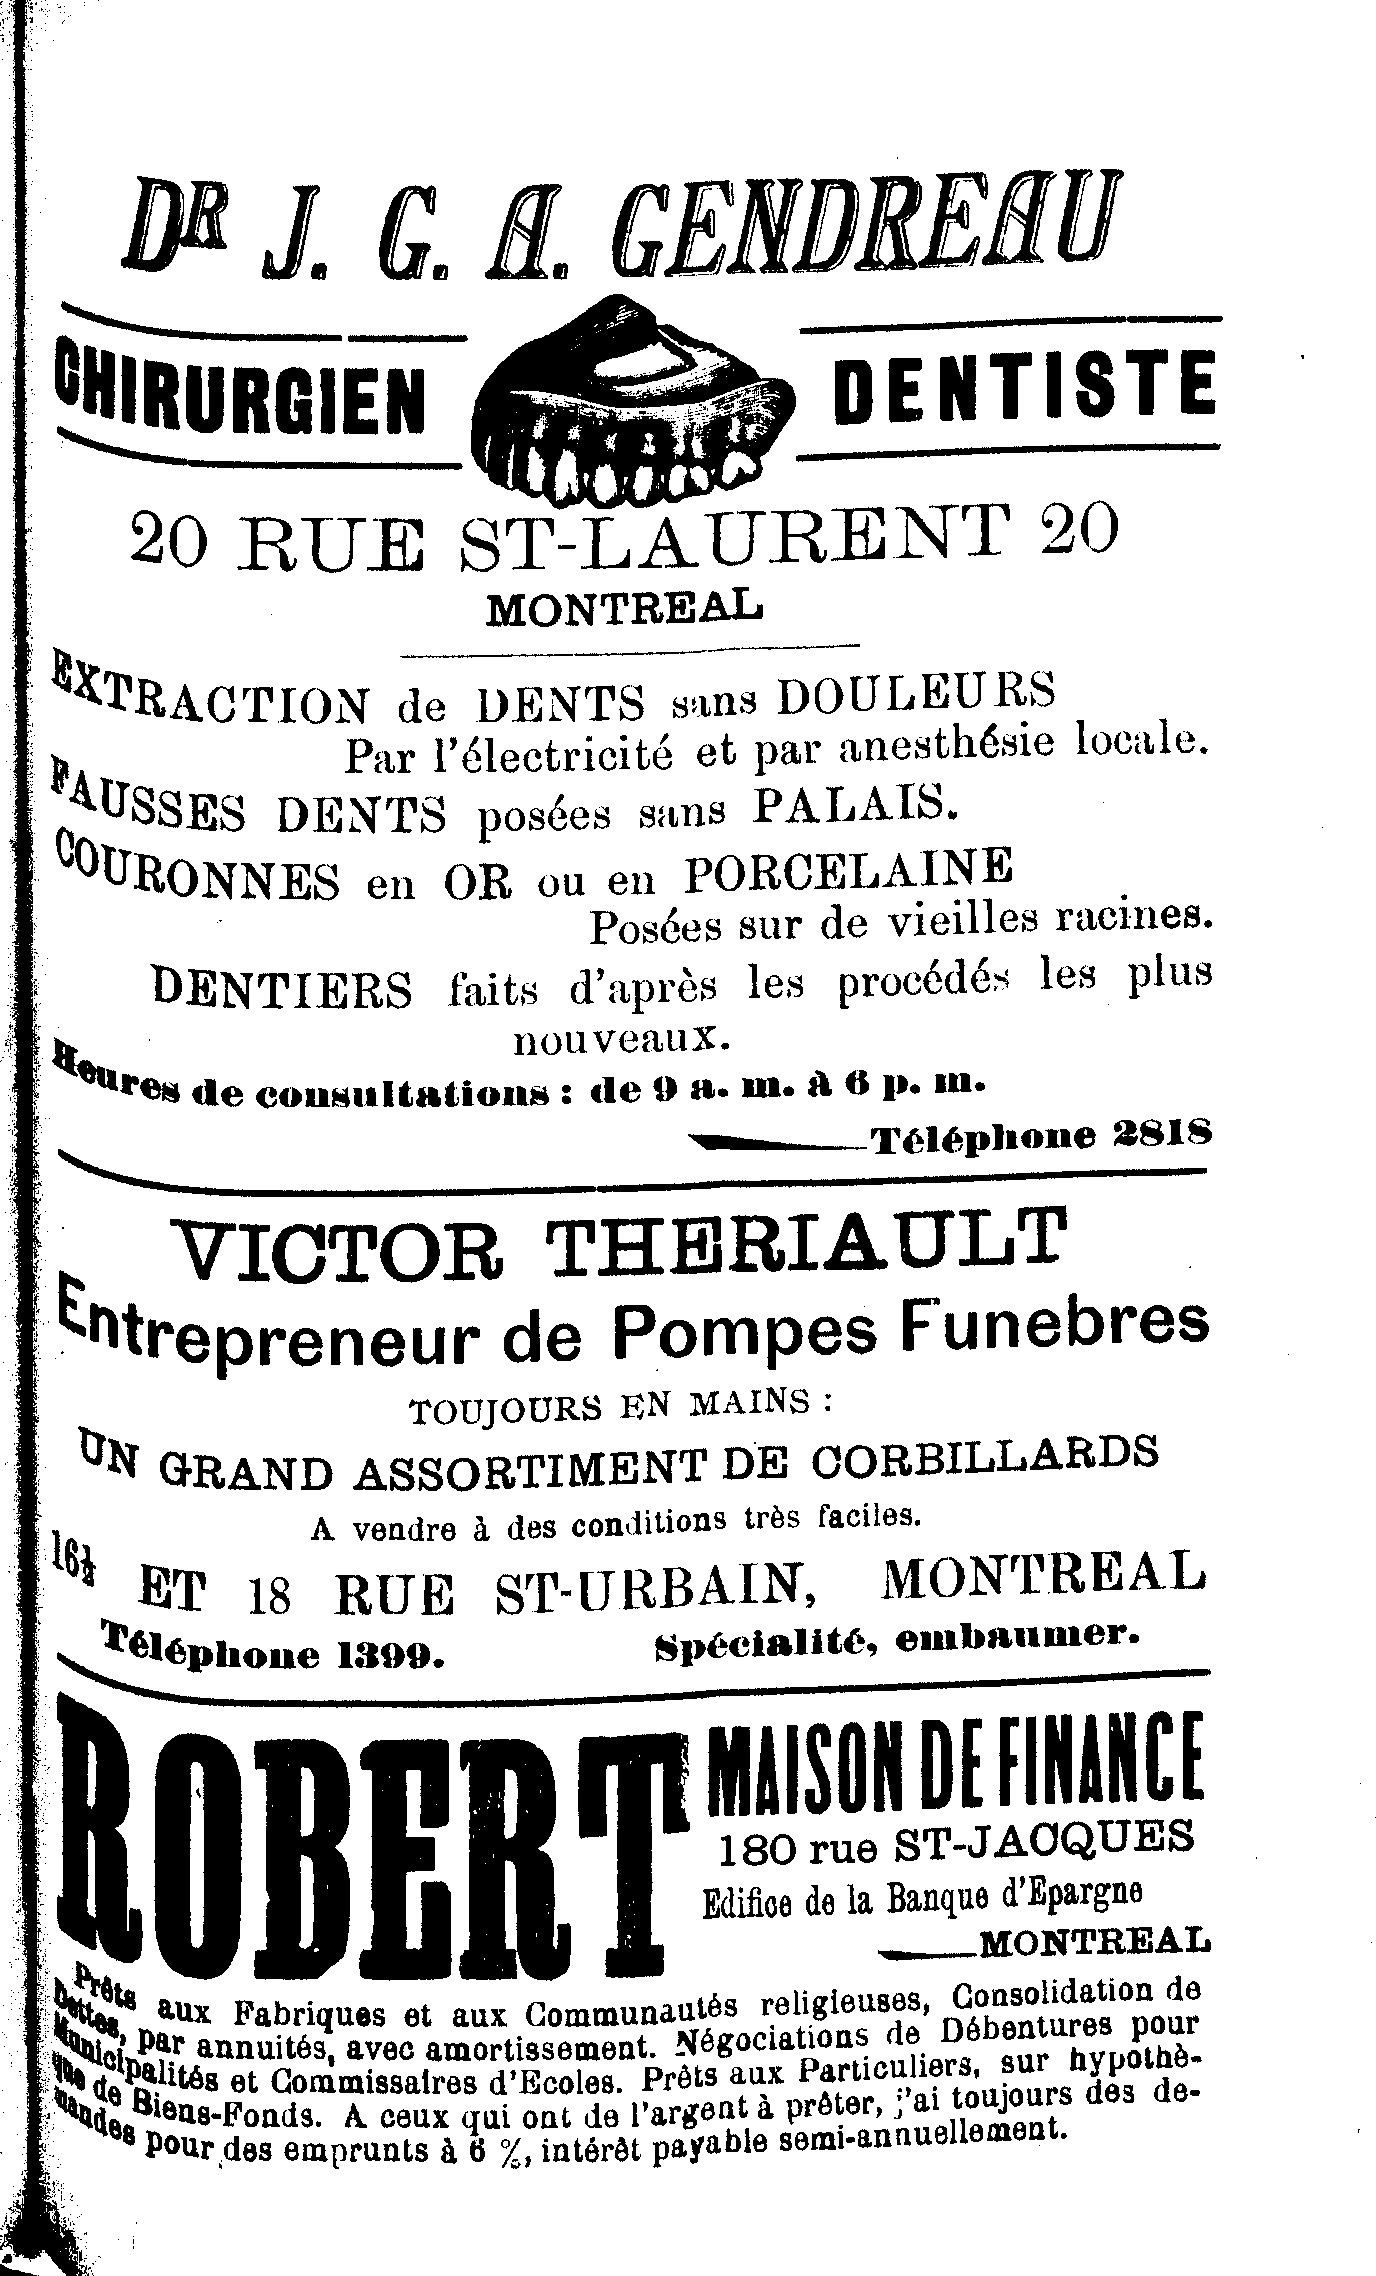 DR J. G. A. GENDREAU
CHIRURGIEN DENTISTE
20 RUE ST-LAURENT 20
MONTREAL
EXTRACTION de DENTS sans DOULEURS
Par l'électricité et par anesthésie locale.
FAUSSES DENTS posées sans PALAIS.
COURONNES en OR ou en PORCELAINE
Posées sur de vieilles racines.
DENTIERS faits d'après les procédés les plus
nouveaux.
Heures de consultations : de 9 a. m. à 6 p. m.
Téléphone 2818
VICTOR THERIAULT
Entrepreneur de Pompes Funebres
TOUJOURS EN MAINS :
UN GRAND ASSORTIMENT DE CORBILLARDS
A vendre à des conditions très faciles.
16½ ET 18 RUE ST-URBAIN, MONTREAL
Téléphone 1399. Spécialité, embaumer.
ROBERT MAISON DE FINANCE
180 rue ST-JACQUES
Edifice de la Banque d'Epargne
MONTREAL
Prêts aux Fabriques et aux Communautés religieuses, Consolidation de
Dettes, par annuités, avec amortissement. Négociations de Débentures pour
Municipalités et Commissaires d'Ecoles. Prêts aux Particuliers, sur hypothè-
que de Biens-Fonds. A ceux qui ont de l'argent à prêter, j'ai toujours des de-
mandes pour des emprunts à 6 %, intérêt payable semi-annuellement.